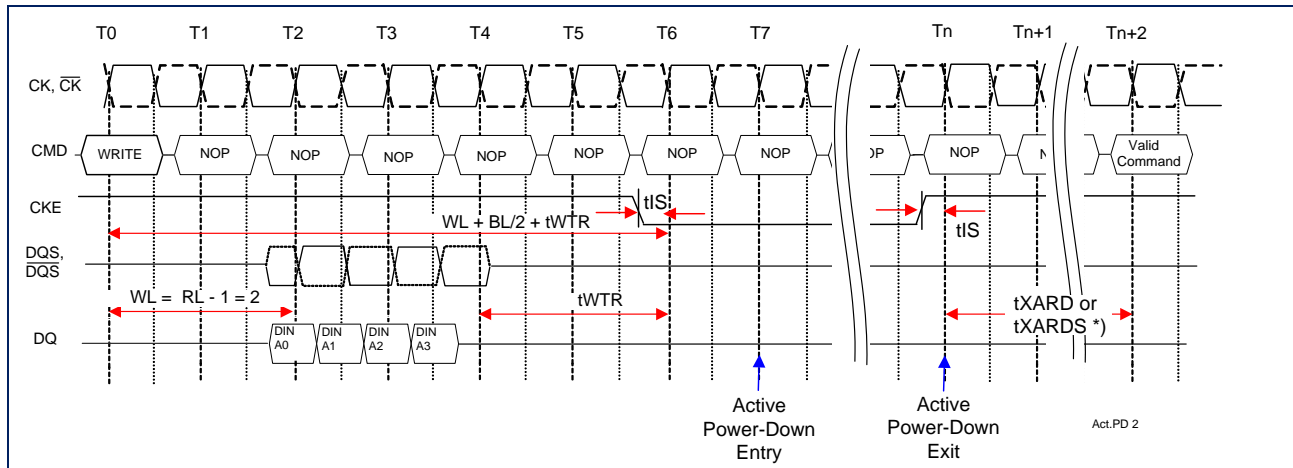 T0 T1 T2 T3 T4 T5 T6 T7 Tn Tn+1 Tn+2
CK, CK
CMD WRITE NOP NOP NOP NOP NOP NOP NOP OP NOP N Valid
Command
CKE
tIS
WL + BL/2 + tWTR
tIS
DQS,
DQS
WL = RL - 1 = 2
tWTR
tXARD or
tXARDS *)
DQ
DIN DIN DIN DIN
A0 A1 A2 A3
Active
Power-Down
Entry
Active
Power-Down
Exit
Act.PD 2